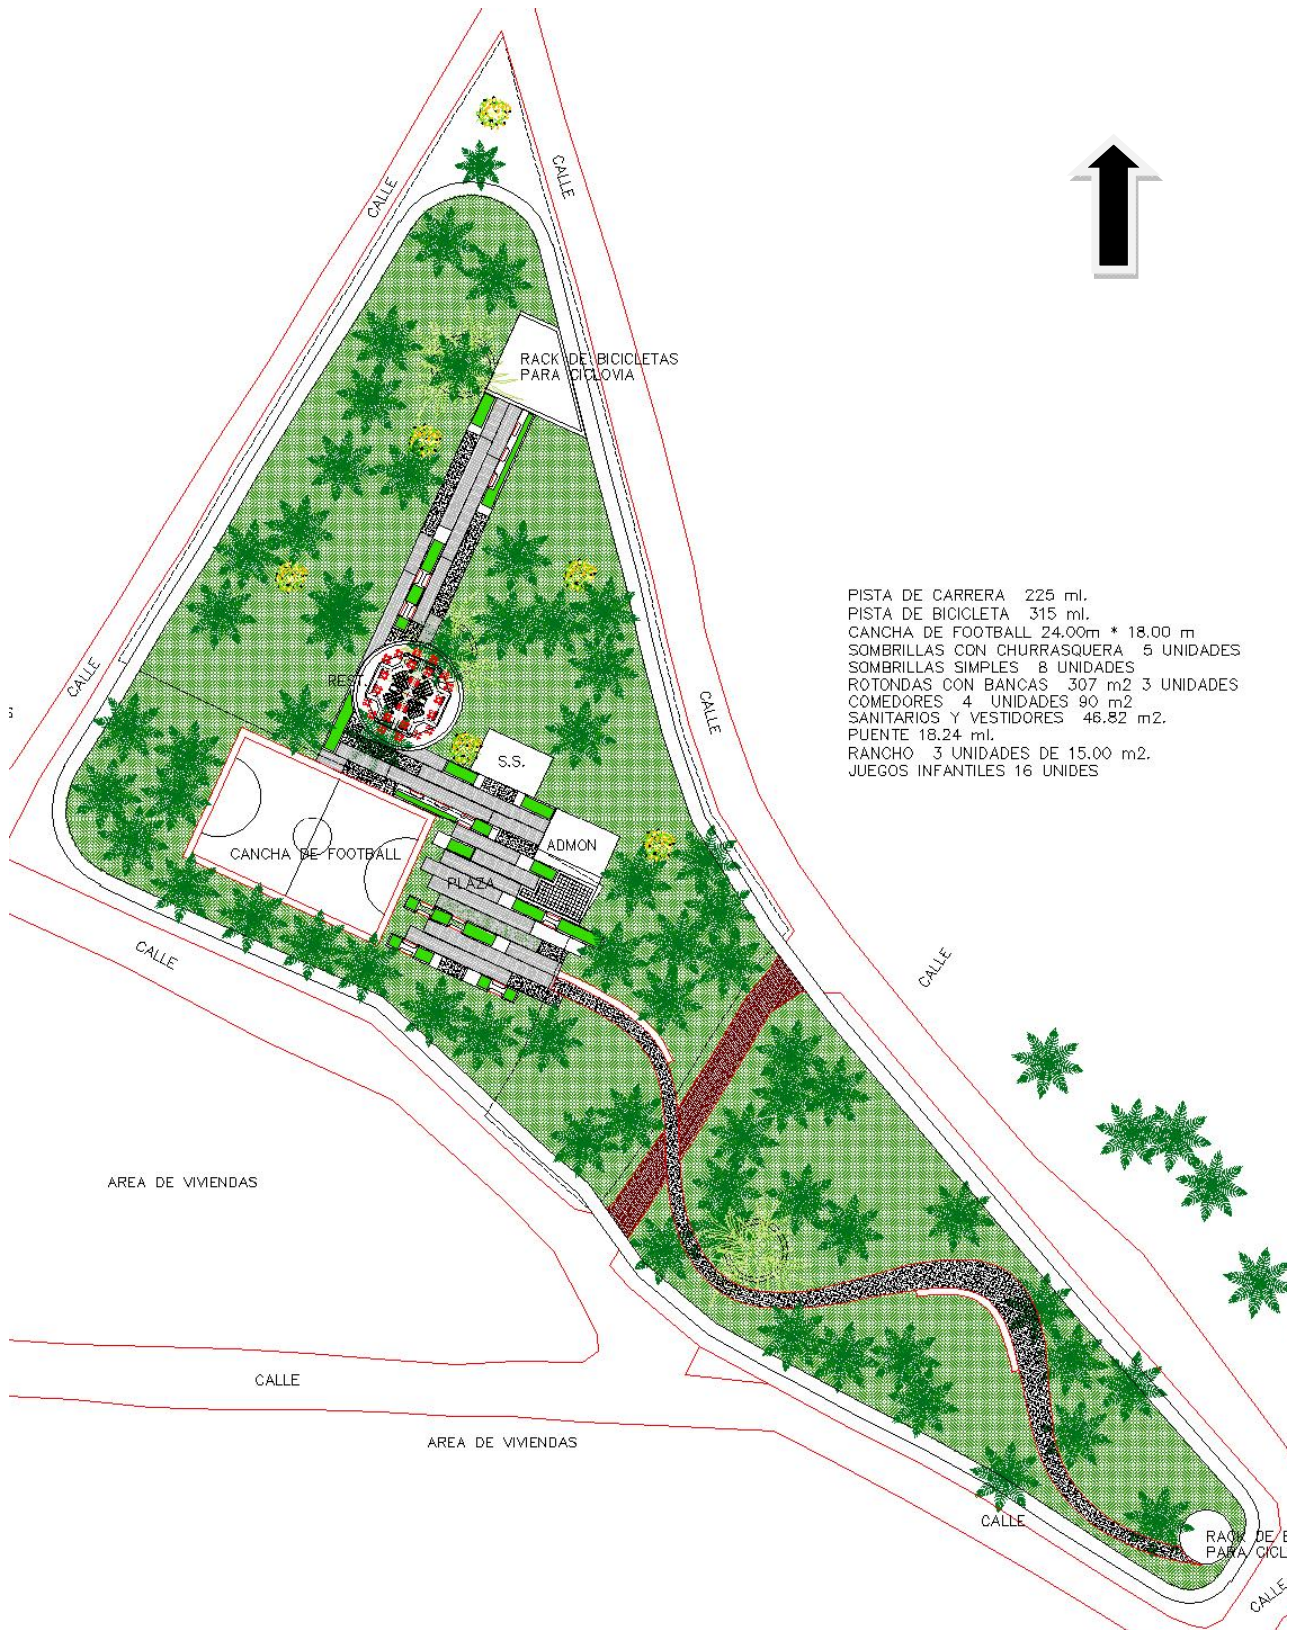 CALLE
CALLE
RACK DE BICICLETAS
PARA CICLOVIA
PISTA DE CARRERA 225 ml.
PISTA DE BICICLETA 315 ml.
CANCHA DE FOOTBALL 24.00m * 18.00 m
SOMBRILLAS CON CHURRASQUERA 5 UNIDADES
SOMBRILLAS SIMPLES 8 UNIDADES
ROTONDAS CON BANCAS 307 m2 3 UNIDADES
COMEDORES 4 UNIDADES 90 m2
SANITARIOS Y VESTIDORES 46.82 m2.
PUENTE 18.24 ml.
RANCHO 3 UNIDADES DE 15.00 m2.
JUEGOS INFANTILES 16 UNIDES
CALLE
REST.
CALLE
S
S.S.
ADMON
CANCHA DE FOOTBALL
PLAZA
CALLE
CALLE
AREA DE VIVIENDAS
CALLE
AREA DE VIVIENDAS
CALLE
RACK DE B
PARA CICL
CALLE